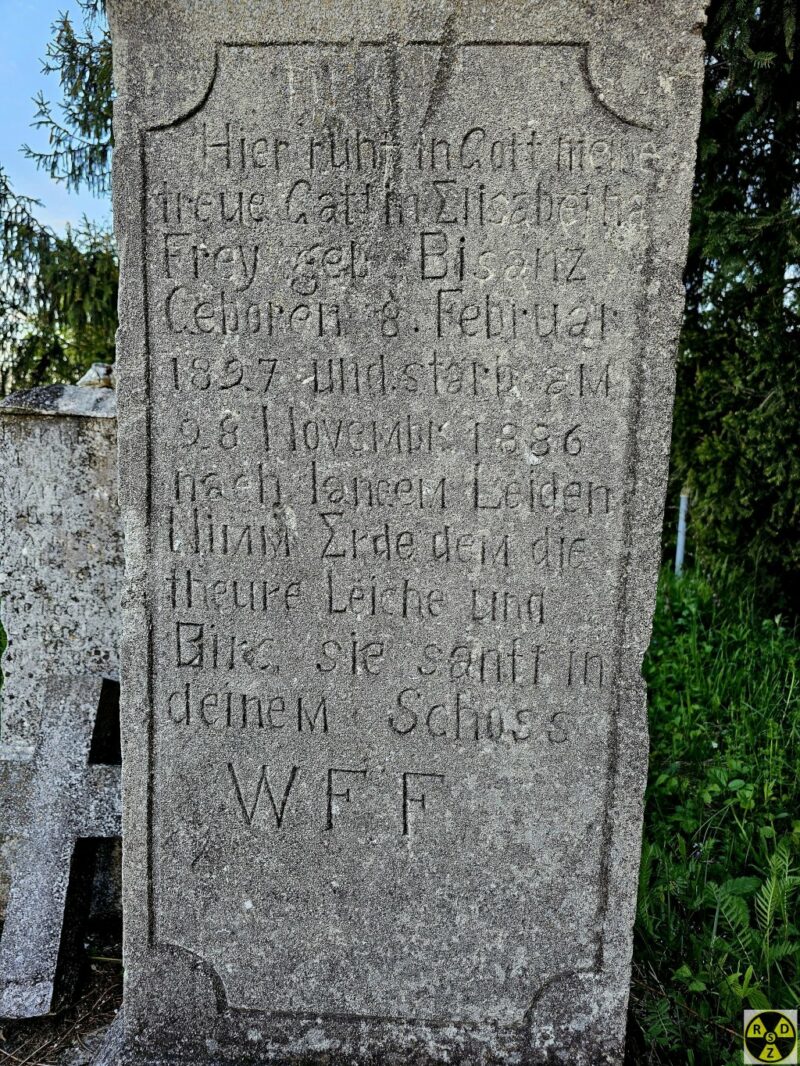 Hier ruht in Gott meine
treue Gattin Elisabetha
Frey geb Bisanz
Geboren 8. Februar
1827 und starb am
28 Novembr. 1886
nach langem Leiden
Nimm Erde dem die
theure Leiche und
Birg sie sanft in
deinem Schoss
W F F
R D
S
Z